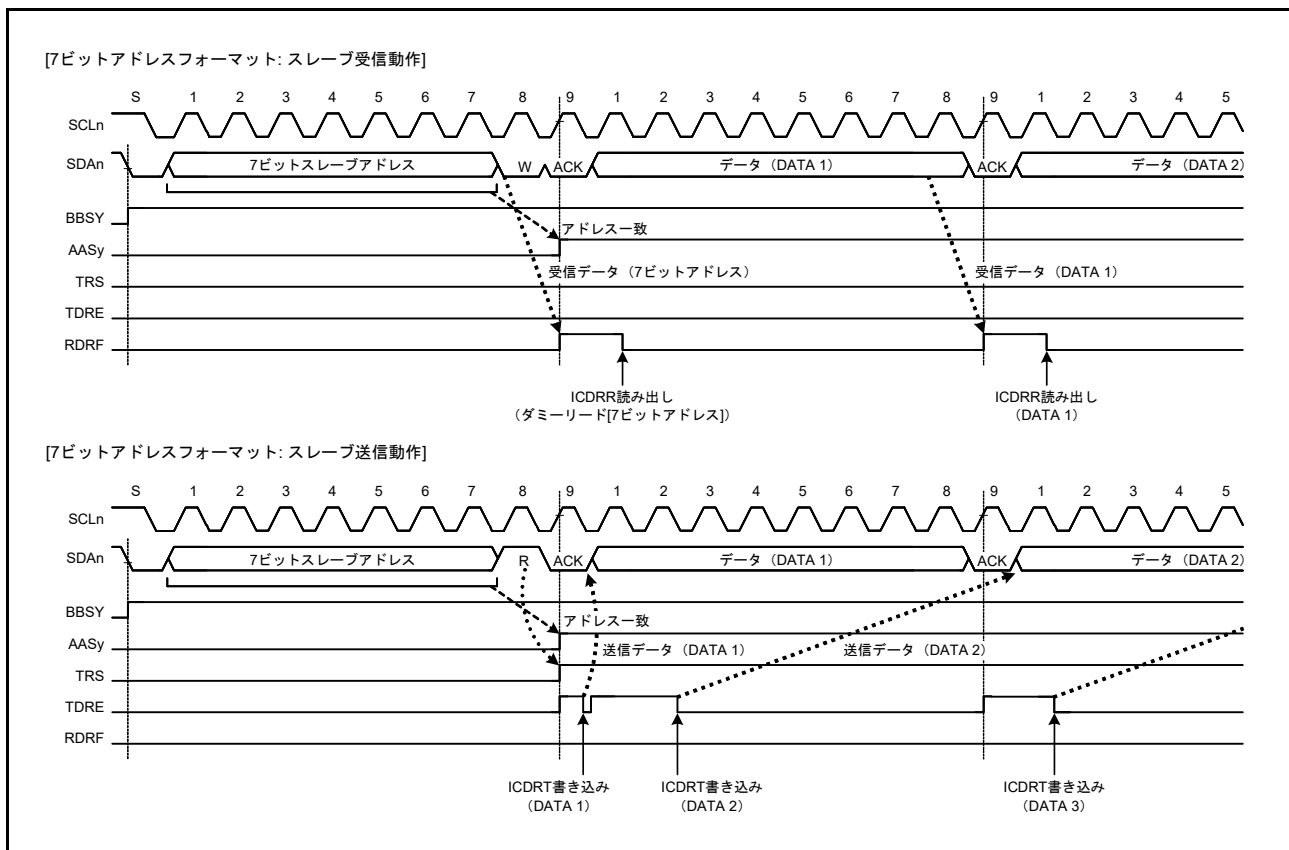 [7ビットアドレスフォーマット: スレーブ受信動作]
S 1 2 3 4 5 6 7 8 9 1 2 3 4 5 6 7 8 9 1 2 3 4 5
SCLn
SDAn 7ビットスレーブアドレス W ACK データ（DATA 1） ACK データ（DATA 2）
BBSY
アドレス一致
AASy
受信データ（7ビットアドレス） 受信データ（DATA 1）
TRS
TDRE
RDRF
ICDRR読み出し ICDRR読み出し
（ダミーリード[7ビットアドレス]） （DATA 1）
[7ビットアドレスフォーマット: スレーブ送信動作]
S 1 2 3 4 5 6 7 8 9 1 2 3 4 5 6 7 8 9 1 2 3 4 5
SCLn
SDAn 7ビットスレーブアドレス R ACK データ（DATA 1） ACK データ（DATA 2）
BBSY
アドレス一致
AASy
送信データ（DATA 1） 送信データ（DATA 2）
TRS
TDRE
RDRF
ICDRT書き込み ICDRT書き込み ICDRT書き込み
（DATA 1） （DATA 2） （DATA 3）